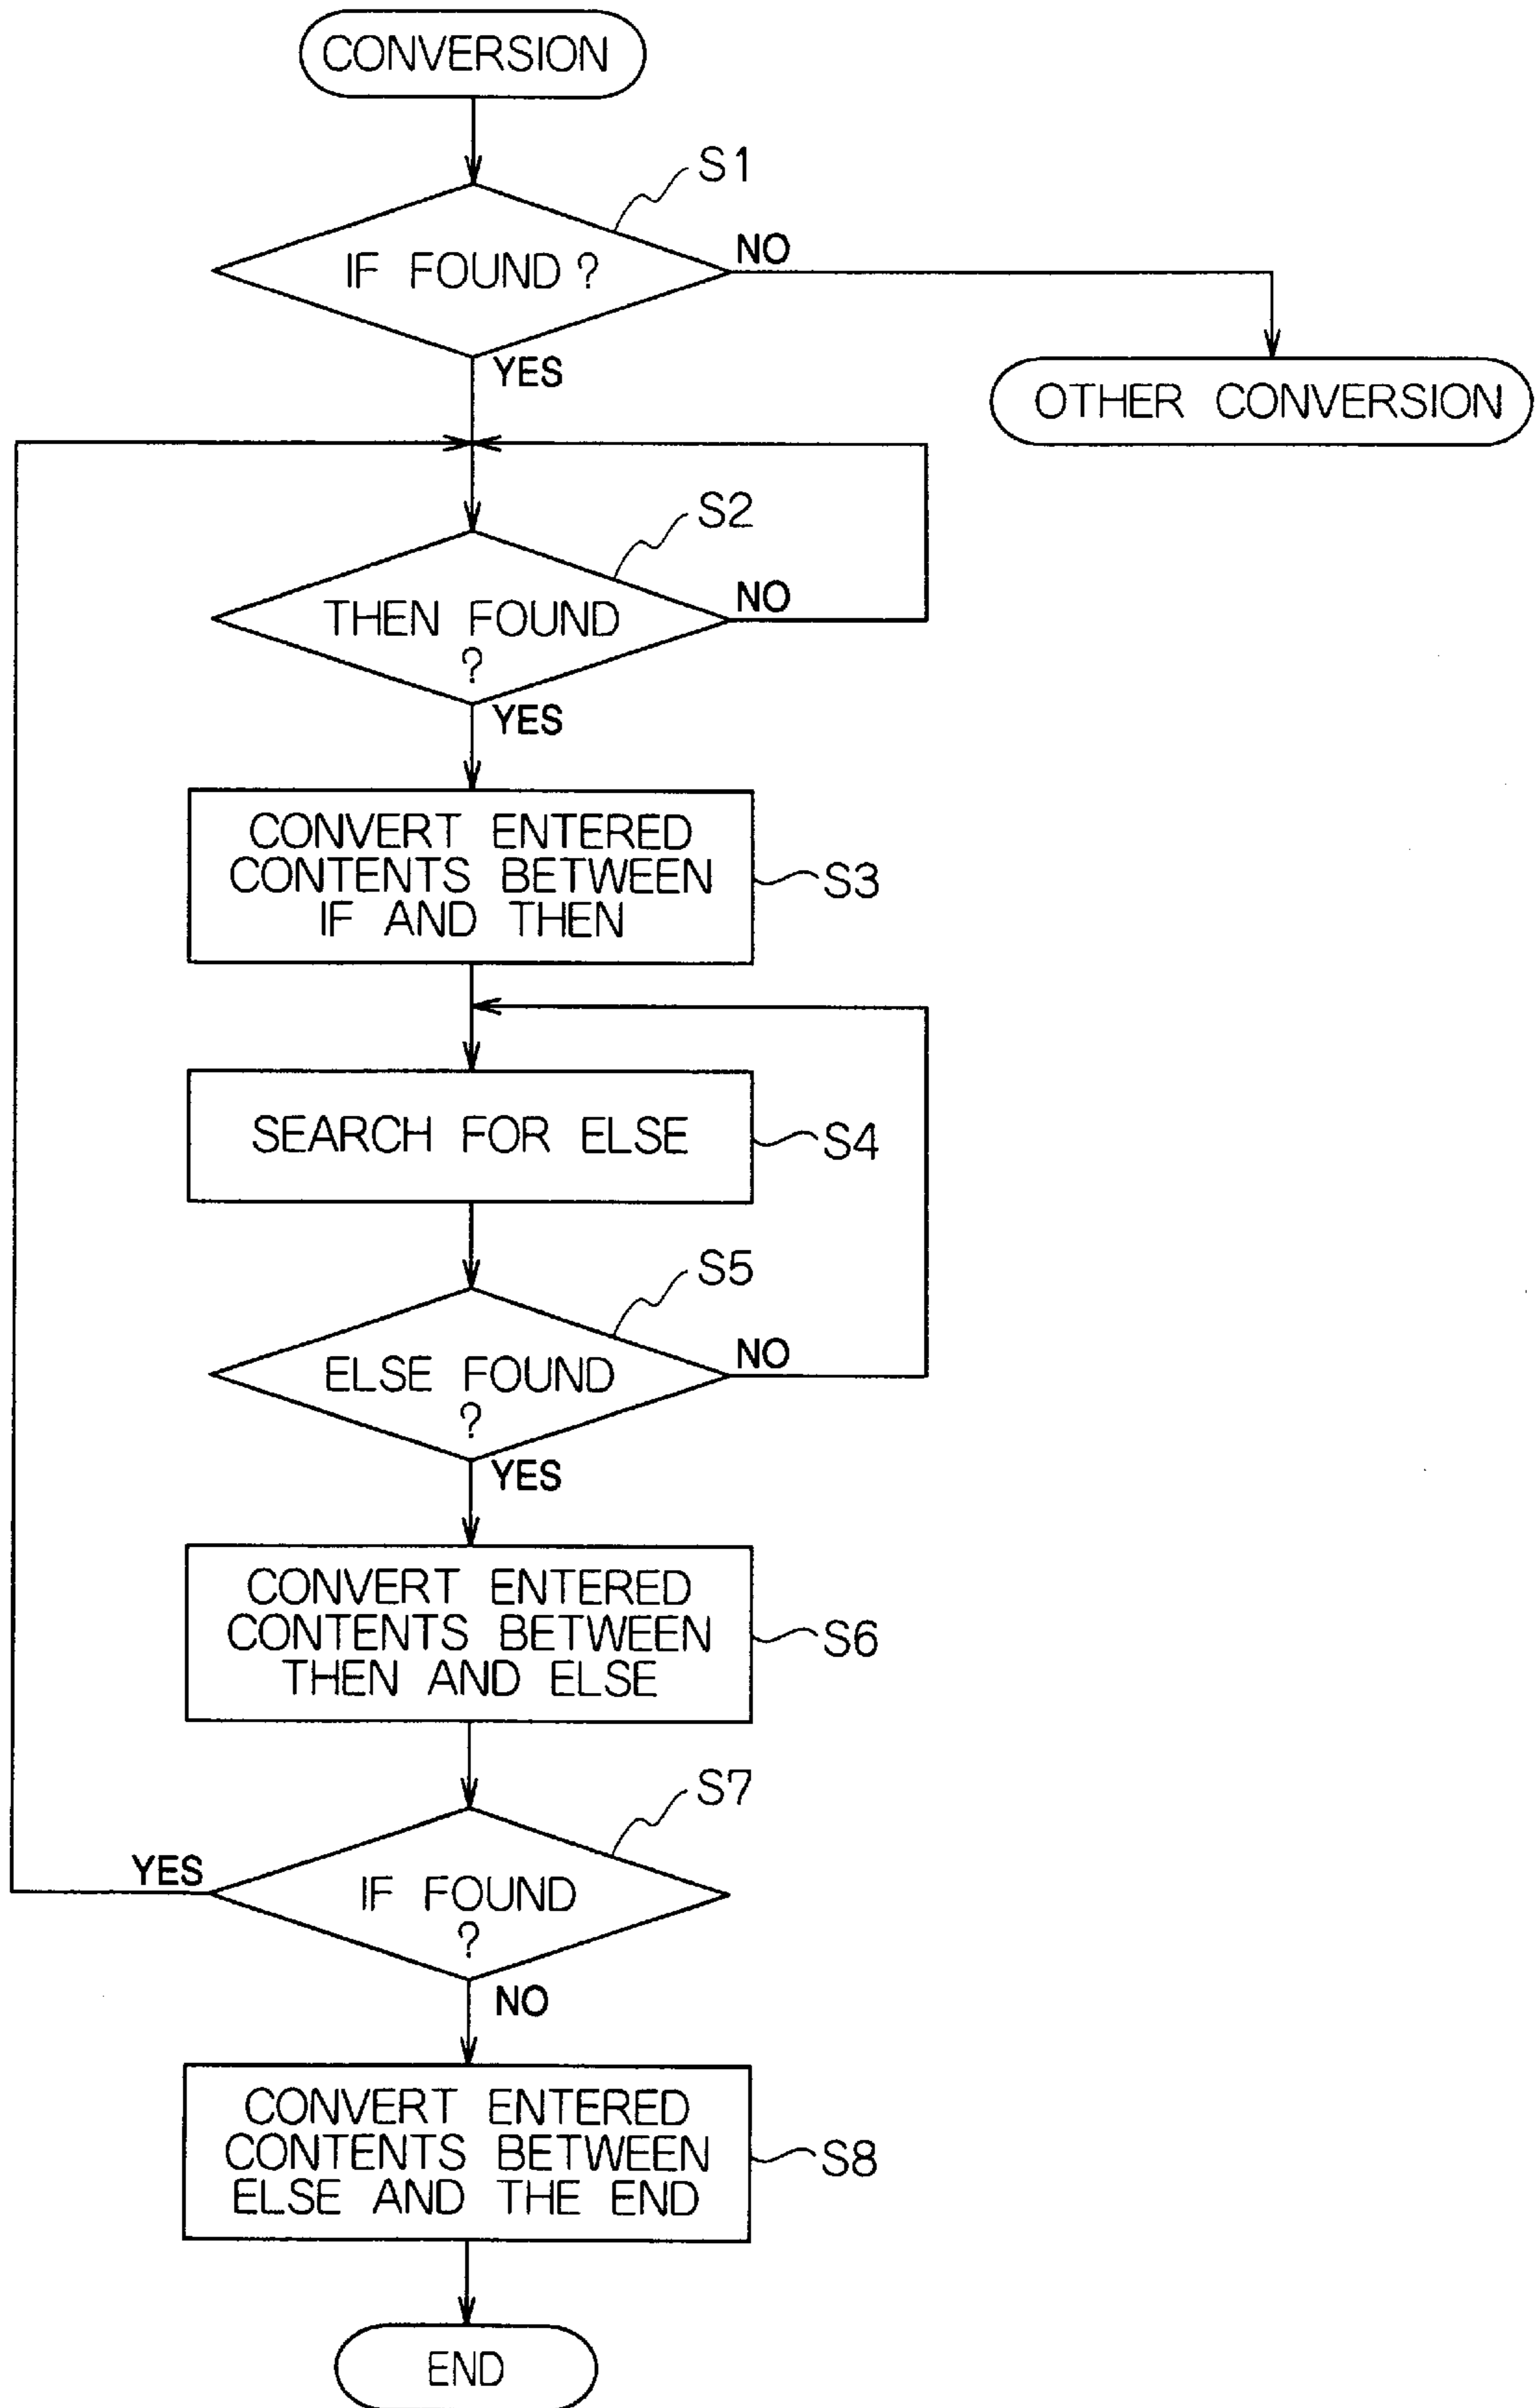 CONVERSION
S1
IF FOUND ?
NO
YES
OTHER CONVERSION
S2
THEN FOUND
?
NO
YES
CONVERT ENTERED
CONTENTS BETWEEN
IF AND THEN
S3
SEARCH FOR ELSE
S4
S5
ELSE FOUND
?
NO
YES
CONVERT ENTERED
CONTENTS BETWEEN
THEN AND ELSE
S6
S7
YES
IF FOUND
?
NO
CONVERT ENTERED
CONTENTS BETWEEN
ELSE AND THE END
S8
END